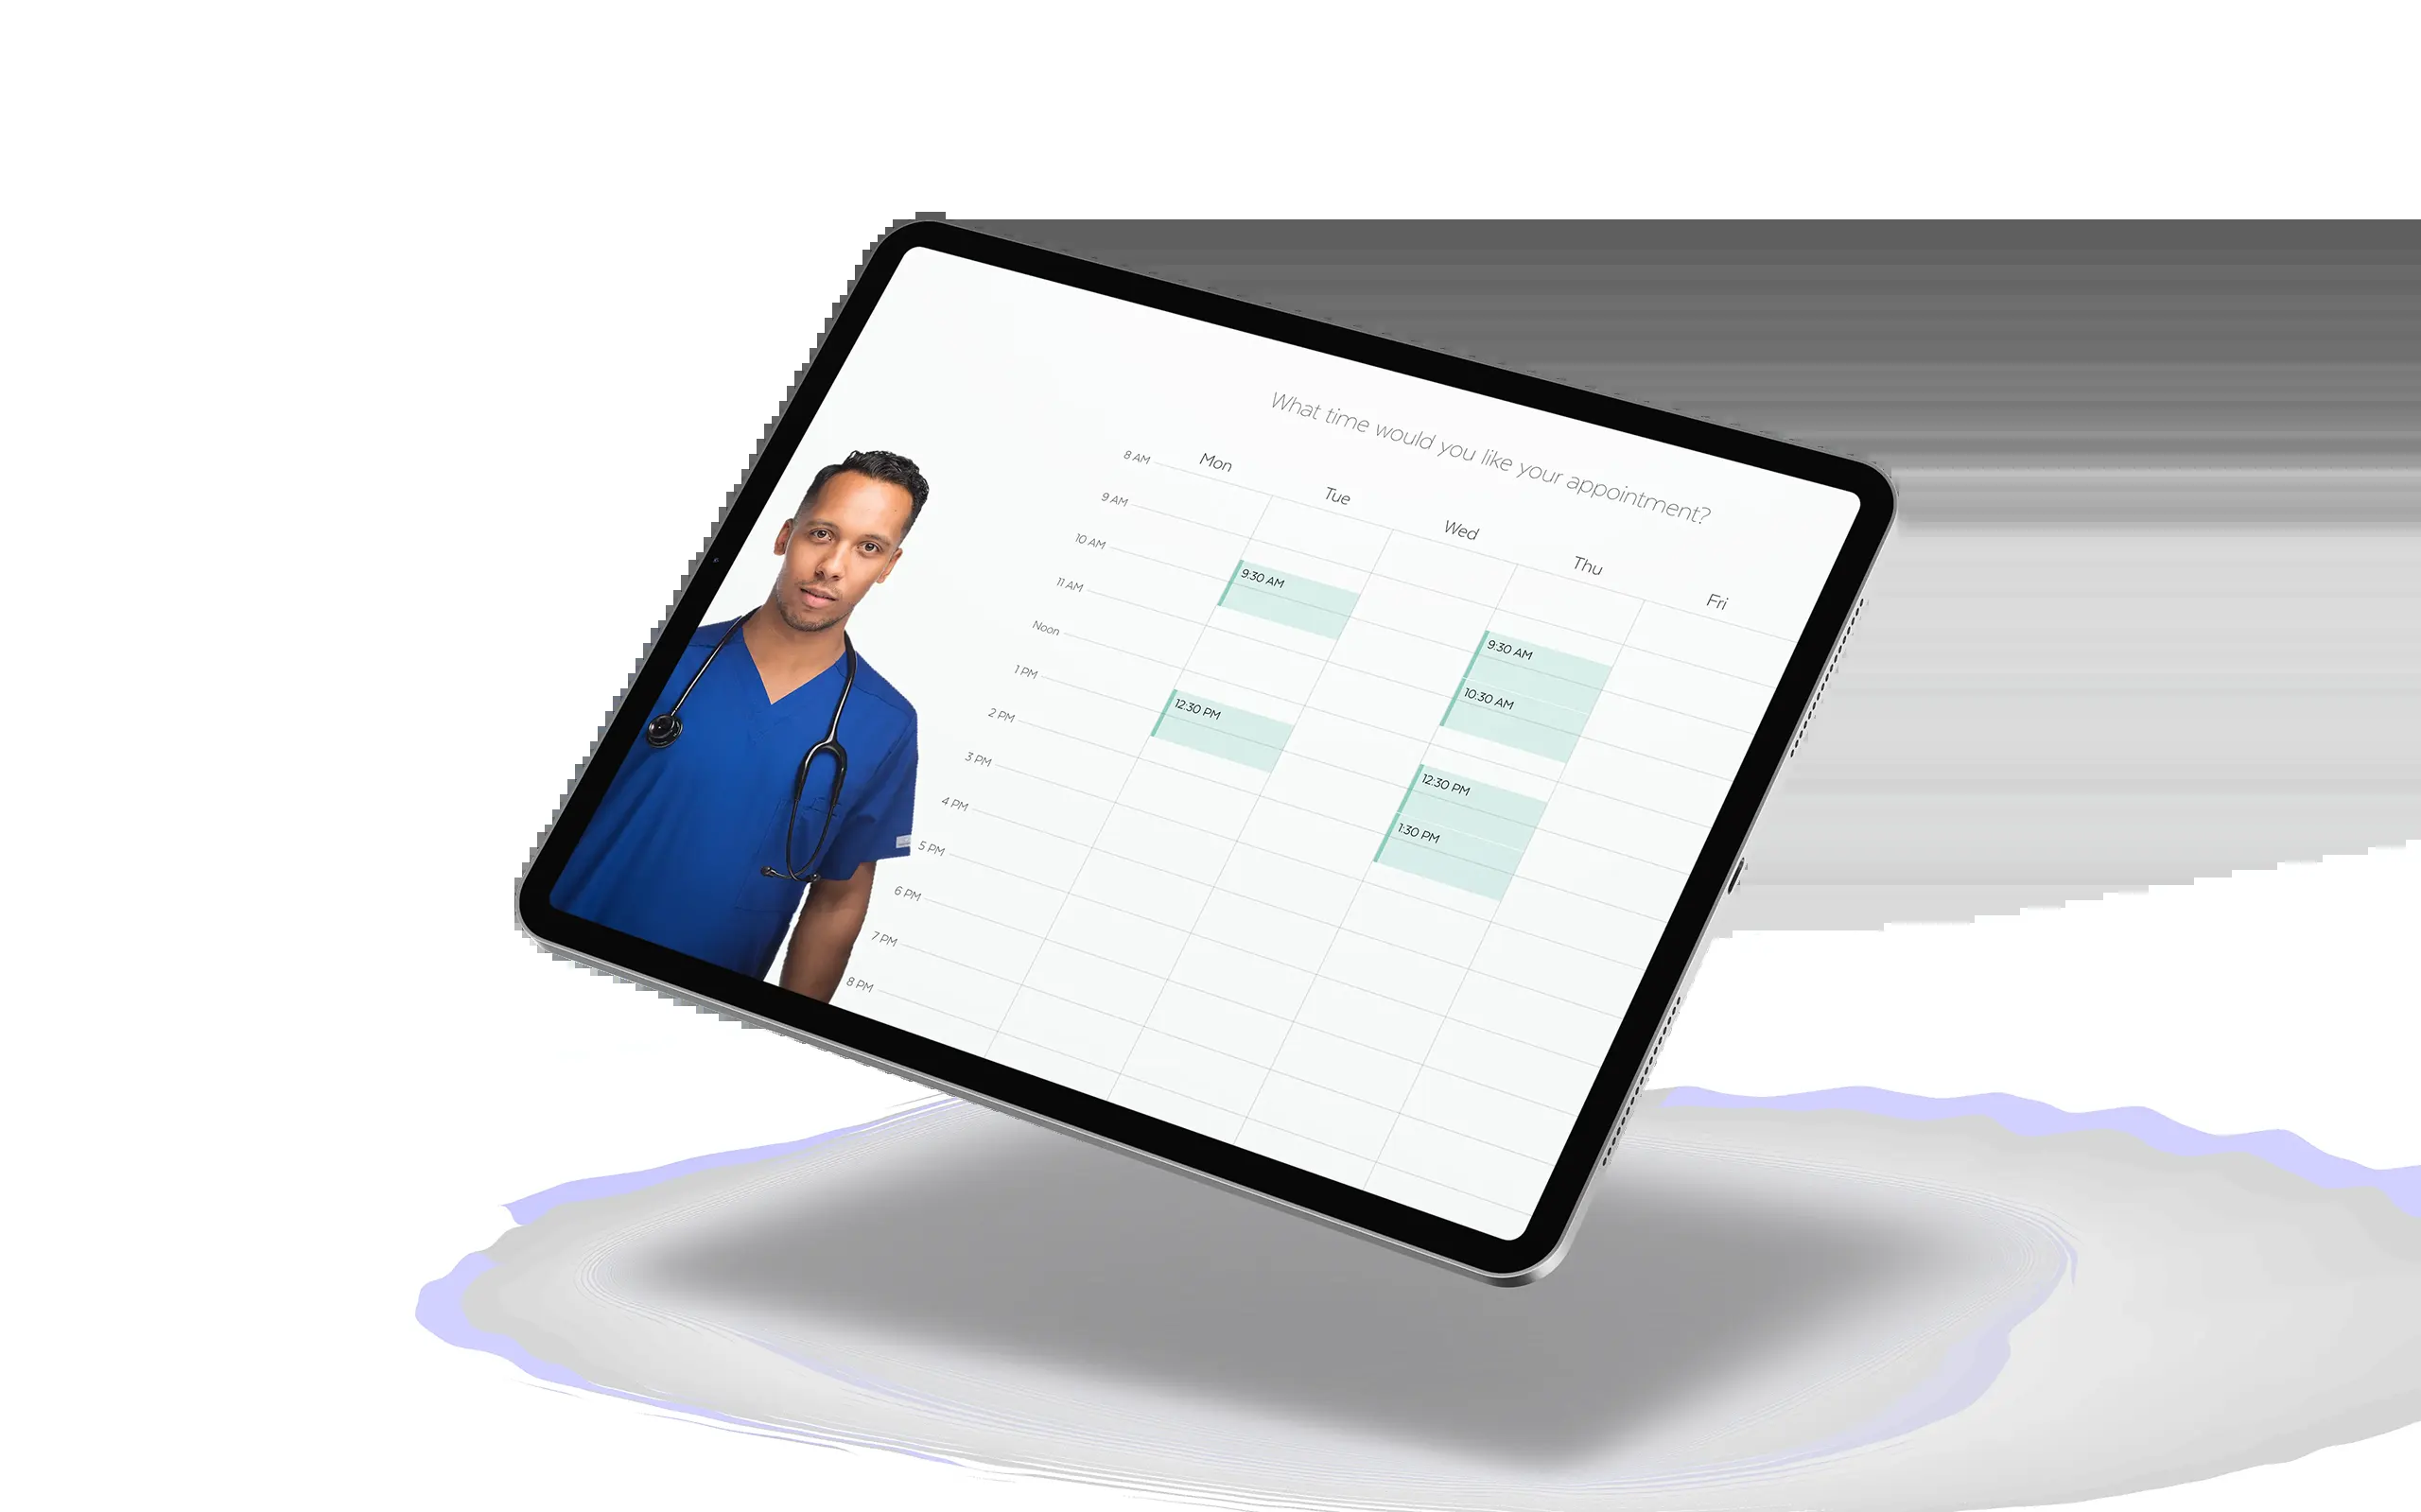 What time would you like your appointment?
Mon Tue Wed Thu Fri
8 AM
9 AM
10 AM
11 AM
Noon
1 PM
2 PM
3 PM
4 PM
5 PM
6 PM
7 PM
8 PM
9:30 AM
12:30 PM
9:30 AM
10:30 AM
12:30 PM
1:30 PM